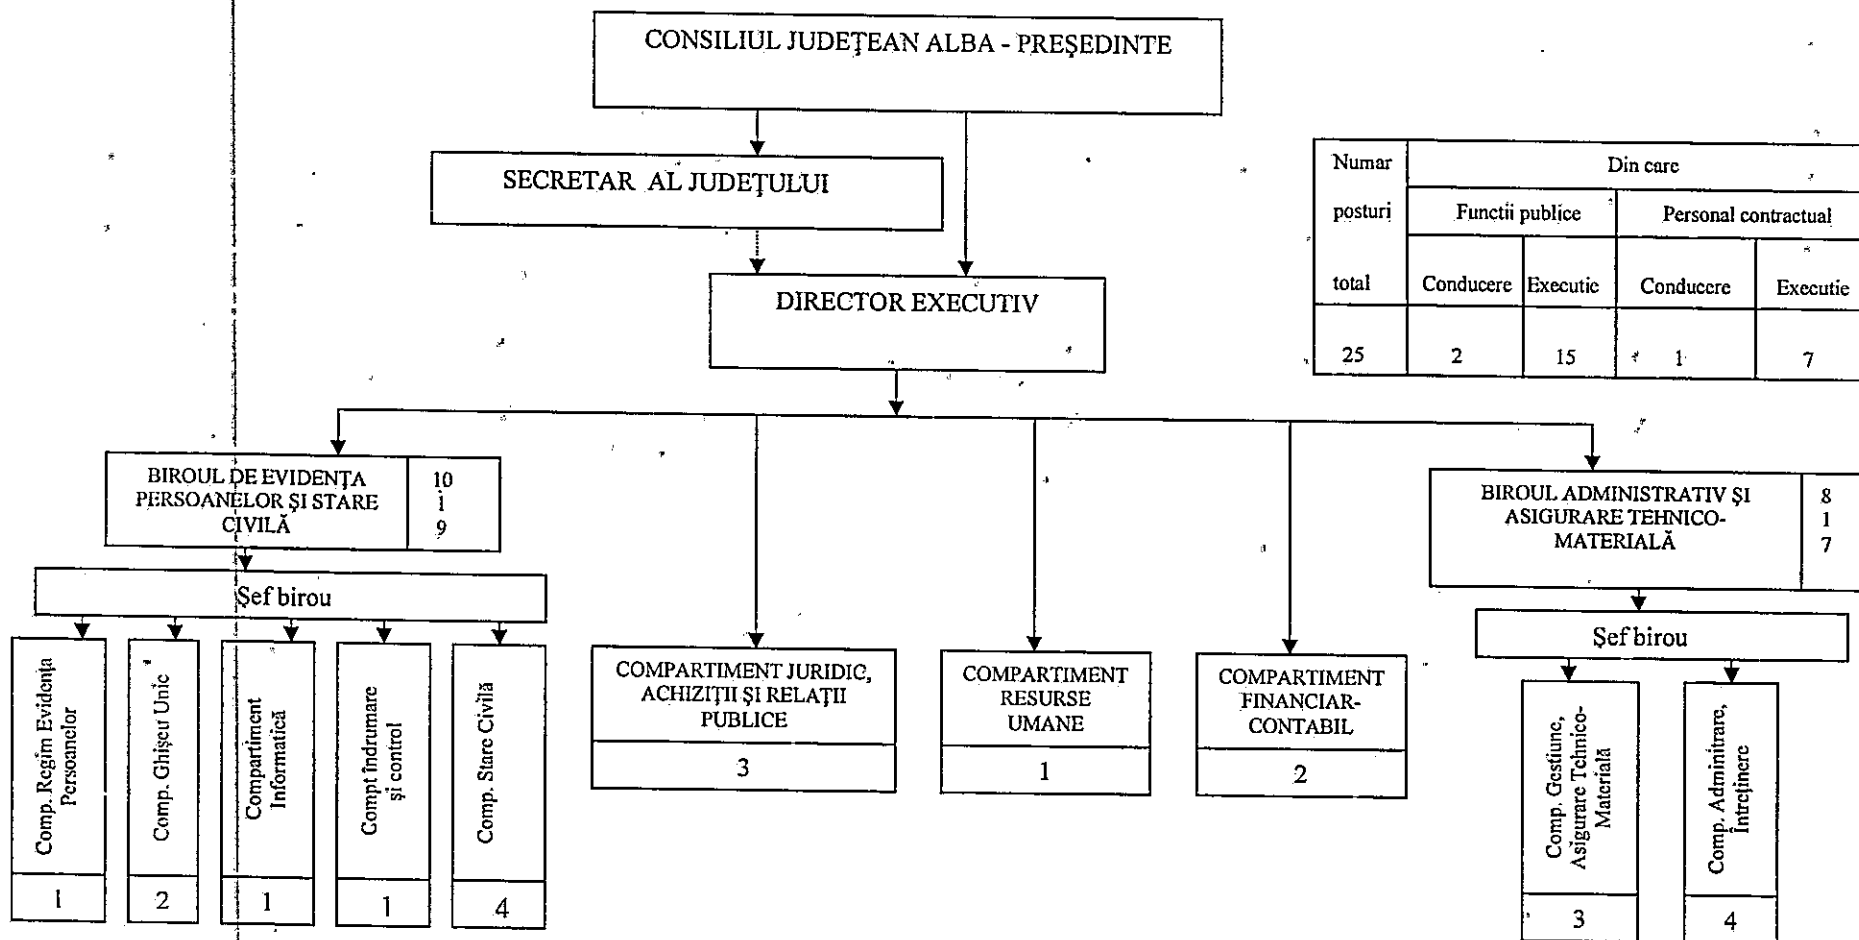 CONSILIUL JUDEŢEAN ALBA - PREŞEDINTE
SECRETAR AL JUDEŢULUI
DIRECTOR EXECUTIV
Numar
posturi
total
Din care
Functii publice
Personal contractual
Conducere
Executie
Conducere
Executie
25
2
15
1
7
BIROUL DE EVIDENŢA
PERSOANELOR ŞI STARE
CIVILĂ
10
1
9
Şef birou
Comp. Regim Evidenţa
Persoanelor
1
Comp. Ghişeu Unic
2
Compartiment
Informatică
1
Compt îndrumare
şi control
1
Comp. Stare Civilă
4
COMPARTIMENT JURIDIC,
ACHIZIŢII ŞI RELAŢII
PUBLICE
3
COMPARTIMENT
RESURSE
UMANE
1
COMPARTIMENT
FINANCIAR-
CONTABIL
2
BIROUL ADMINISTRATIV ŞI
ASIGURARE TEHNICO-
MATERIALĂ
8
1
7
Şef birou
Comp. Gestiune,
Asigurare Tehnico-
Materială
3
Comp. Adminitrare,
Întreţinere
4